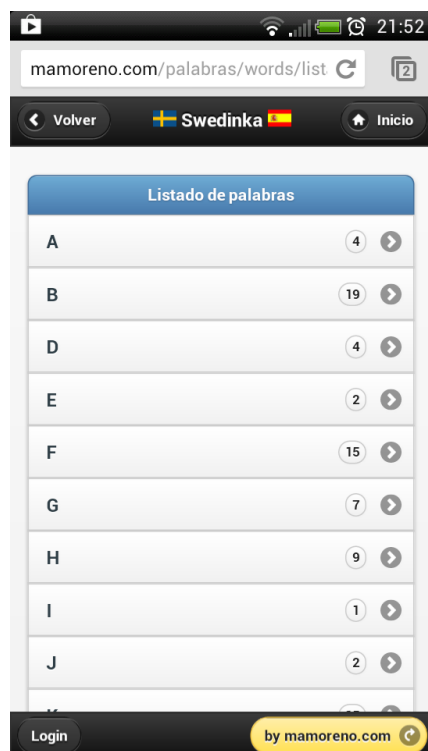 21:52
mamoreno.com/palabras/words/list
2
Volver
Swedinka
Inicio
Listado de palabras
A 4
B 19
D 4
E 2
F 15
G 7
H 9
I 1
J 2
Login
by mamoreno.com